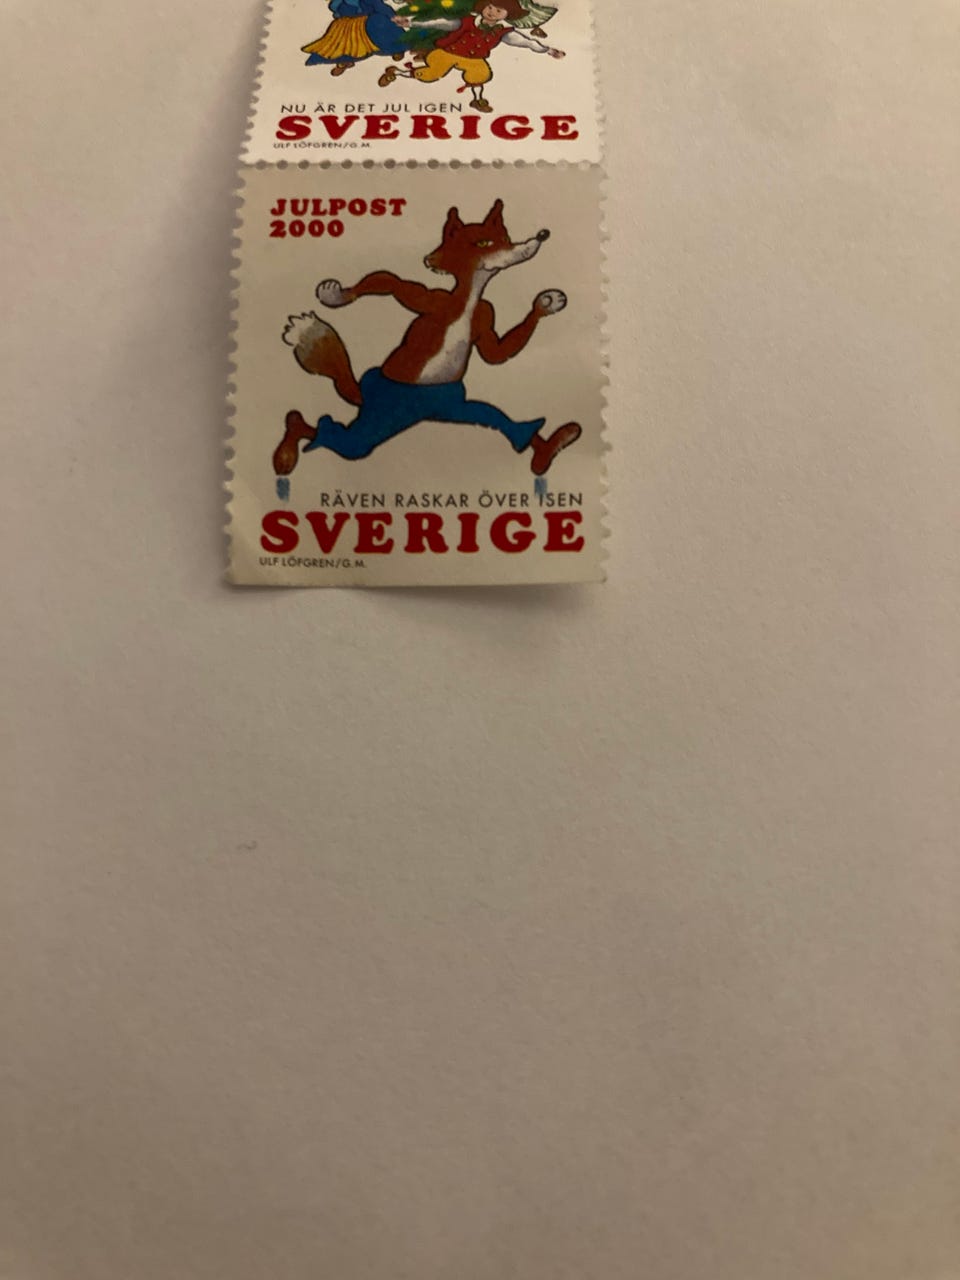 NU ÄR DET JUL IGEN
SVERIGE
ULF LÖFGREN/G.M.
JULPOST
2000
RÄVEN RASKAR ÖVER ISEN
SVERIGE
ULF LÖFGREN/G.M.